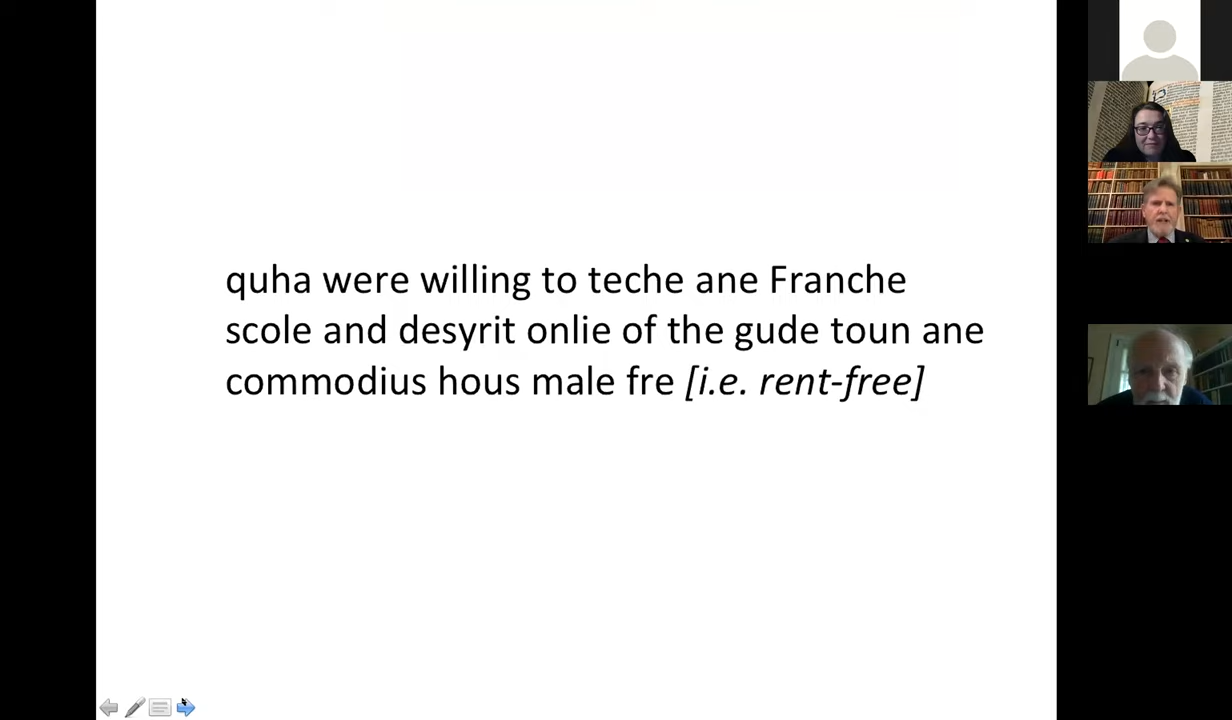 quha were willing to teche ane Franche
scole and desyrit onlie of the gude toun ane
commodius hous male fre [i.e. rent-free]